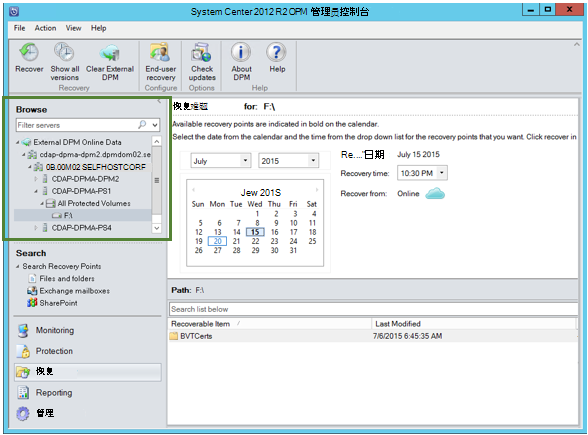 System Center 2012 R2 OPM 管理员控制台
File Action View Help
Recover
Show all versions
Clear External DPM
End-user recovery
Check updates
About DPM
Help
Recovery
Configure
Options
Help
Browse
Filter servers
External DPM Online Data
cdap-dpma-dpm2.dpmdom02.se
0B.00M02 SELFHOSTCORF
CDAP-DPMA-DPM2
CDAP-DPMA-PS1
All Protected Volumes
F:\
CDAP-DPMA-PS4
Search
Search Recovery Points
Files and folders
Exchange mailboxes
SharePoint
Monitoring
Protection
恢复
Reporting
管理
for: F:\
Available recovery points are indicated in bold on the calendar.
Select the date from the calendar and the time from the drop down list for the recovery points that you want. Click recover in
July 2015
Re....日期 July 15 2015
Recovery time: 10:30 PM
Recover from: Online
Jew 201S
Sun Mon Tue Wed Thu Fri Sat
1 2 3 4
5 6 7 8 9 10 11
12 13 14 15 16 17 18
19 20 21 22 23 24 25
26 27 28 29 30 31
Path: F:\
Search list below
Recoverable Item / Last Modified
BVTCerts 7/6/2015 6:45:35 AM